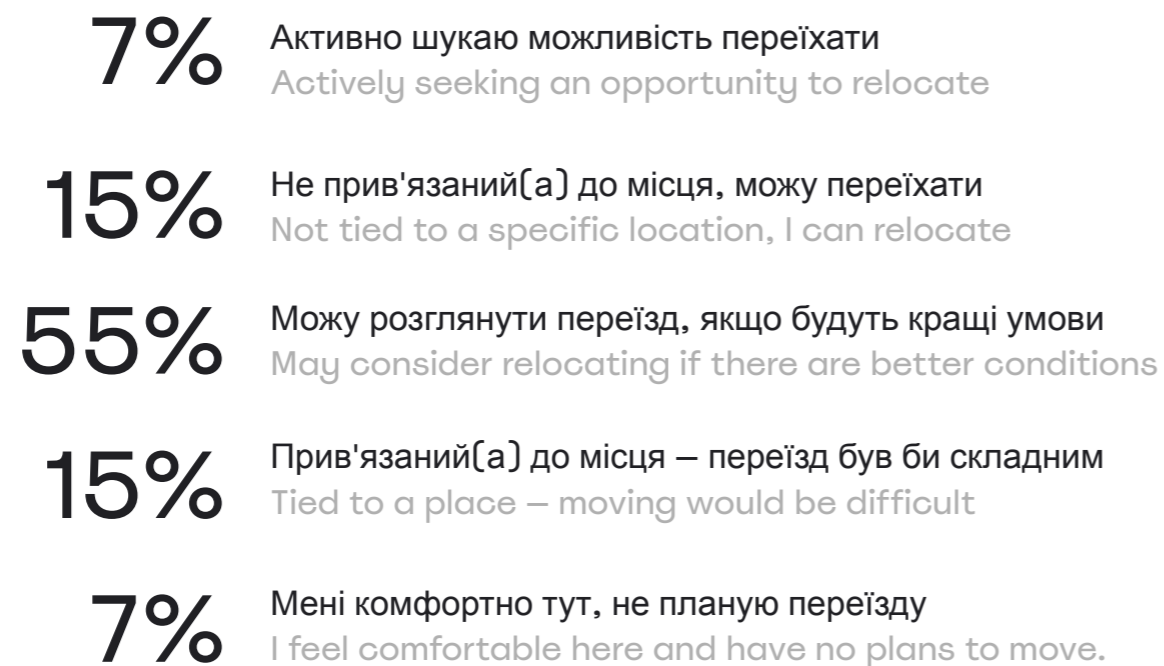 7%
Активно шукаю можливість переїхати
Actively seeking an opportunity to relocate
15%
Не прив'язаний(а) до місця, можу переїхати
Not tied to a specific location, I can relocate
55%
Можу розглянути переїзд, якщо будуть кращі умови
May consider relocating if there are better conditions
15%
Прив'язаний(а) до місця – переїзд був би складним
Tied to a place – moving would be difficult
7%
Мені комфортно тут, не планую переїзду
I feel comfortable here and have no plans to move.